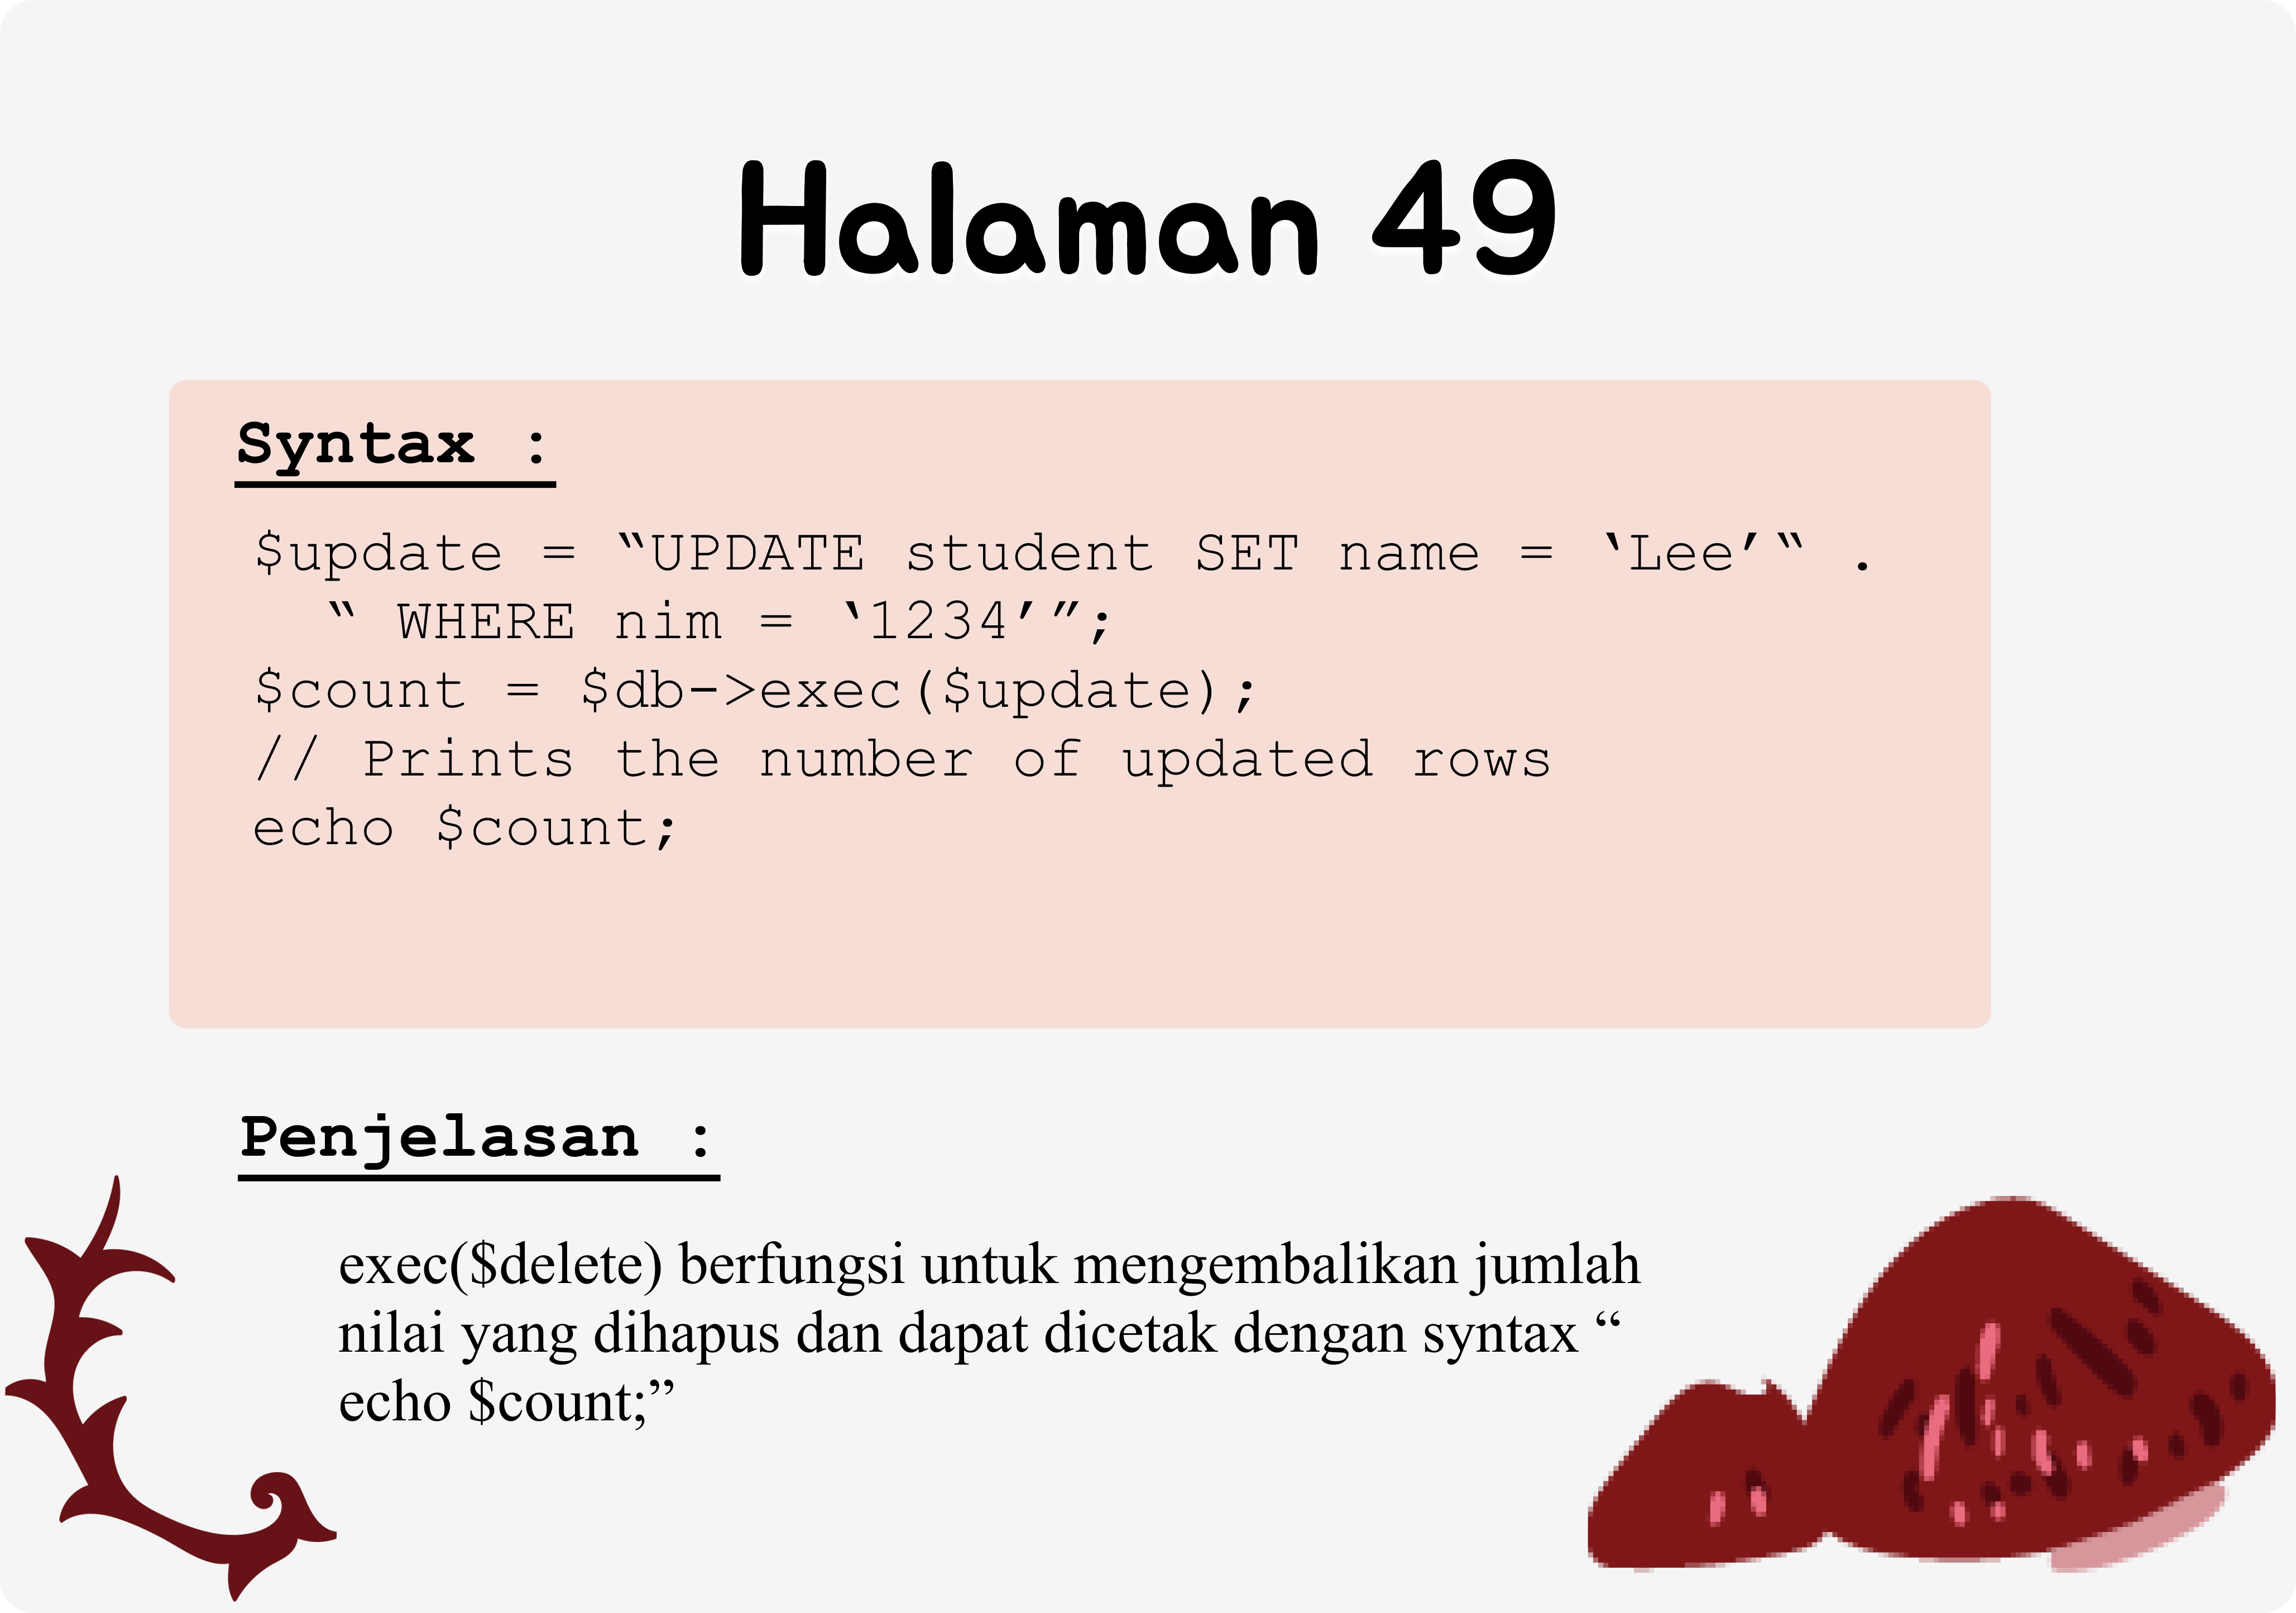 Halaman 49
Syntax :
$update = “UPDATE student SET name = ‘Lee’“ .
“ WHERE nim = ‘1234’”;
$count = $db->exec($update);
// Prints the number of updated rows
echo $count;
Penjelasan :
exec($delete) berfungsi untuk mengembalikan jumlah
nilai yang dihapus dan dapat dicetak dengan syntax “
echo $count;”